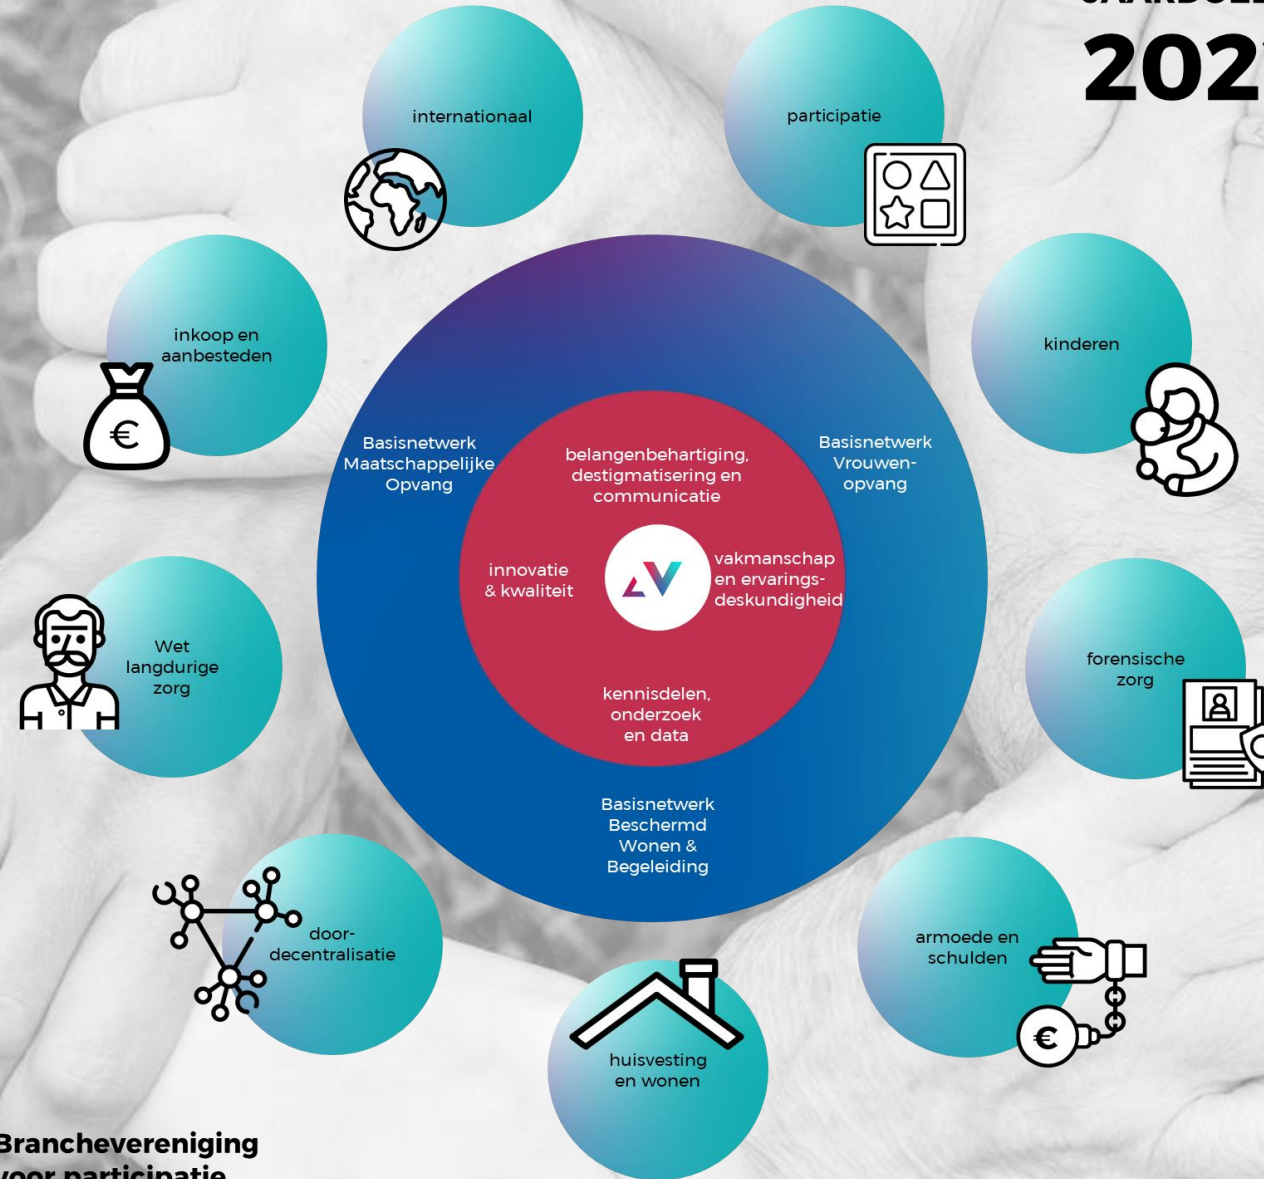 202
internationaal
participatie
inkoop en
aanbesteden
kinderen
€
Basisnetwerk
Maatschappelijke
Opvang
belangenbehartiging,
destigmatisering en
communicatie
Basisnetwerk
Vrouwen-
opvang
innovatie
& kwaliteit
vakmanschap
en ervarings-
deskundigheid
Wet
langdurige
zorg
forensische
zorg
kennisdelen,
onderzoek
en data
Basisnetwerk
Beschermd
Wonen &
Begeleiding
door-
decentralisatie
armoede en
schulden
€
huisvesting
en wonen
Branchevereniging
voor participatie